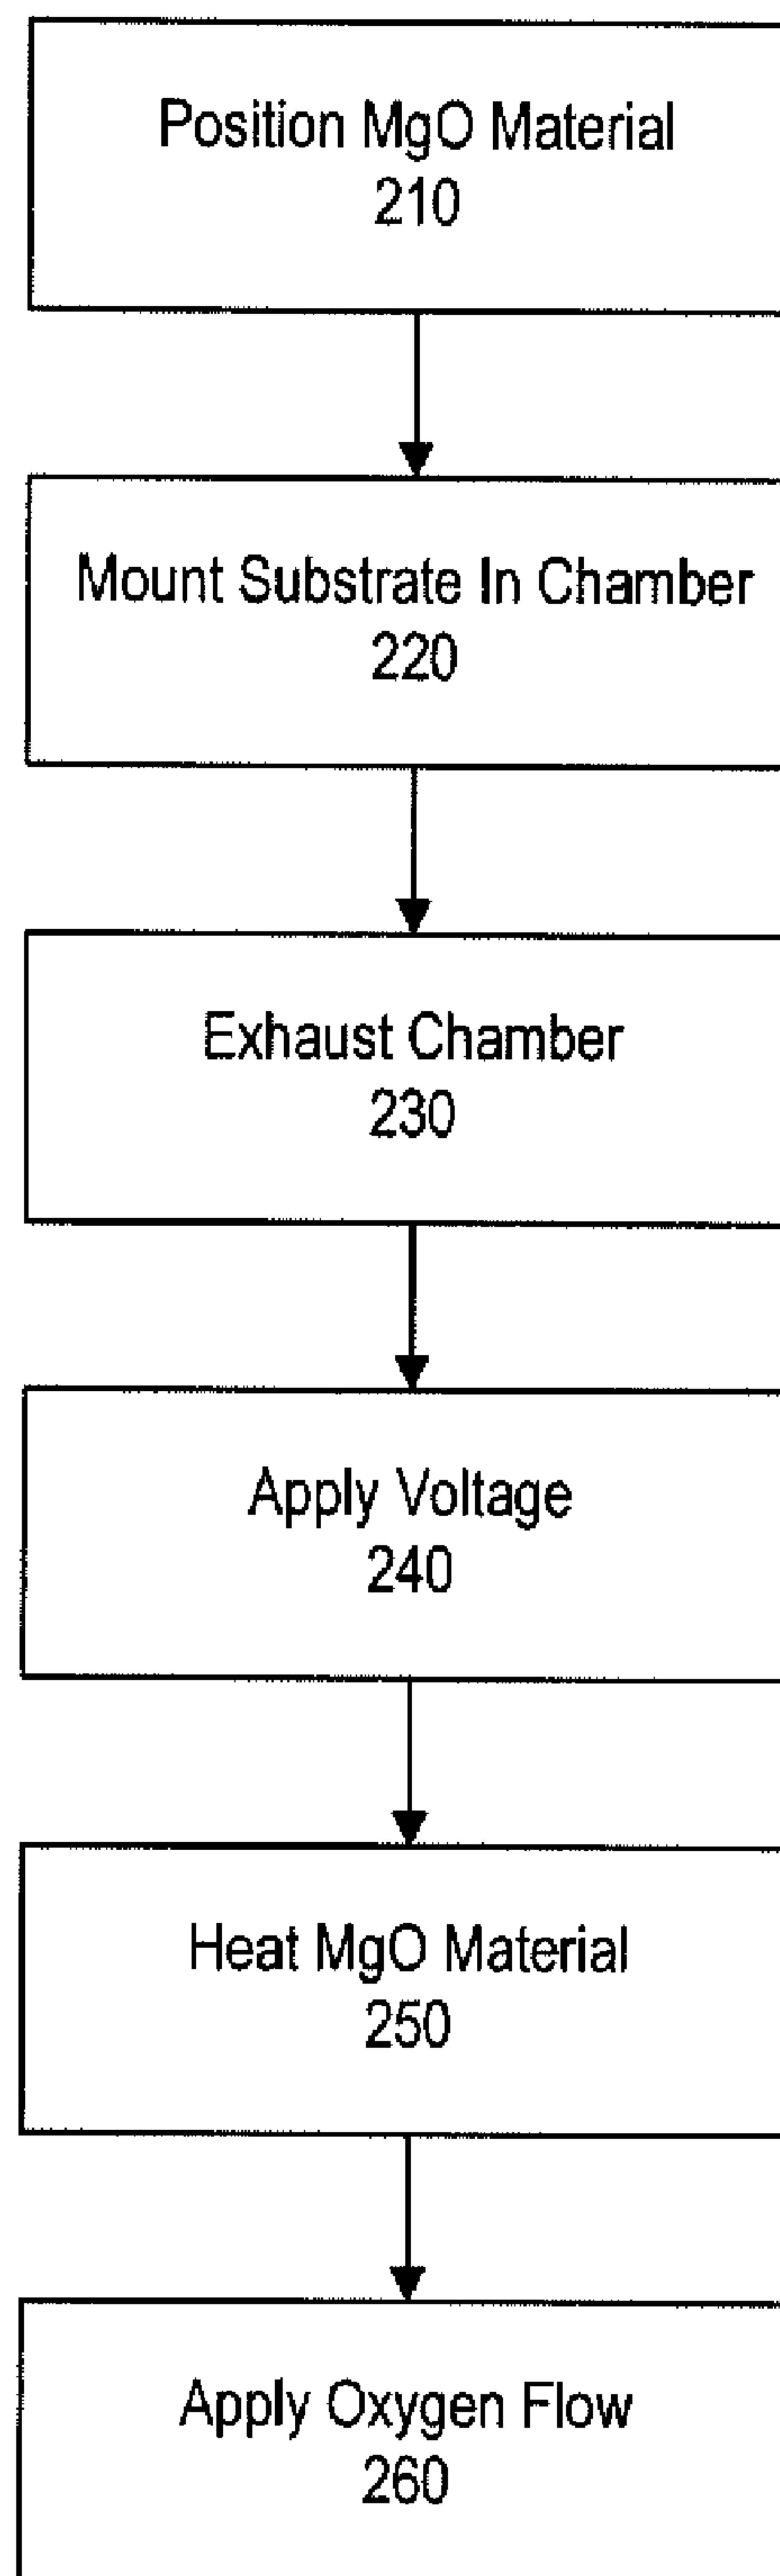 Position MgO Material
210
Mount Substrate In Chamber
220
Exhaust Chamber
230
Apply Voltage
240
Heat MgO Material
250
Apply Oxygen Flow
260